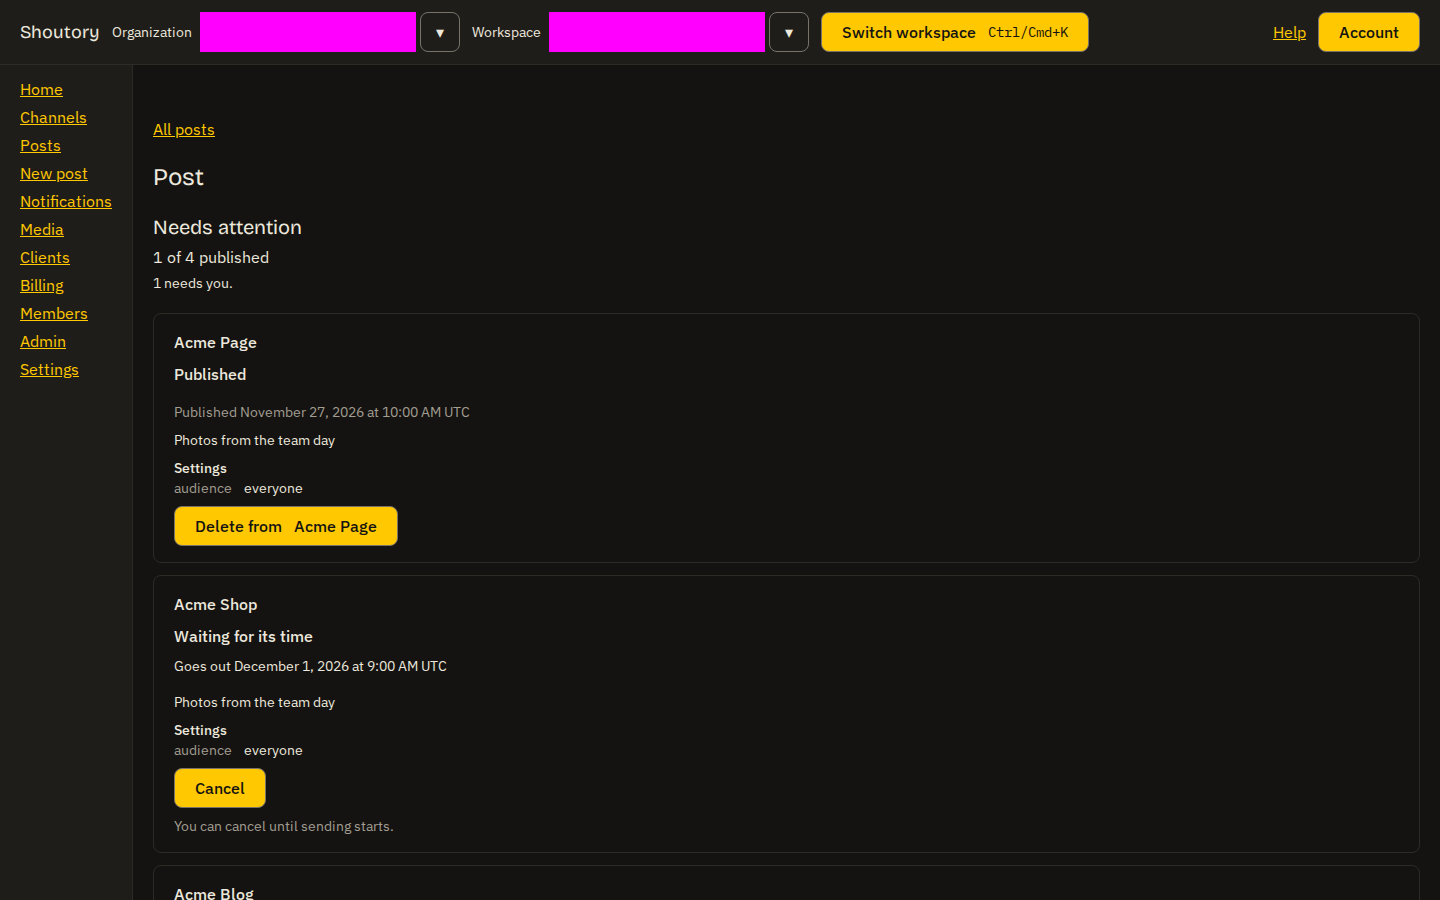 Shoutory Organization ▼ Workspace ▼ Switch workspace Ctrl/Cmd+K Help Account
Home
Channels
Posts
New post
Notifications
Media
Clients
Billing
Members
Admin
Settings
All posts
Post
Needs attention
1 of 4 published
1 needs you.
Acme Page
Published
Published November 27, 2026 at 10:00 AM UTC
Photos from the team day
Settings
audience everyone
Delete from Acme Page
Acme Shop
Waiting for its time
Goes out December 1, 2026 at 9:00 AM UTC
Photos from the team day
Settings
audience everyone
Cancel
You can cancel until sending starts.
Acme Blog